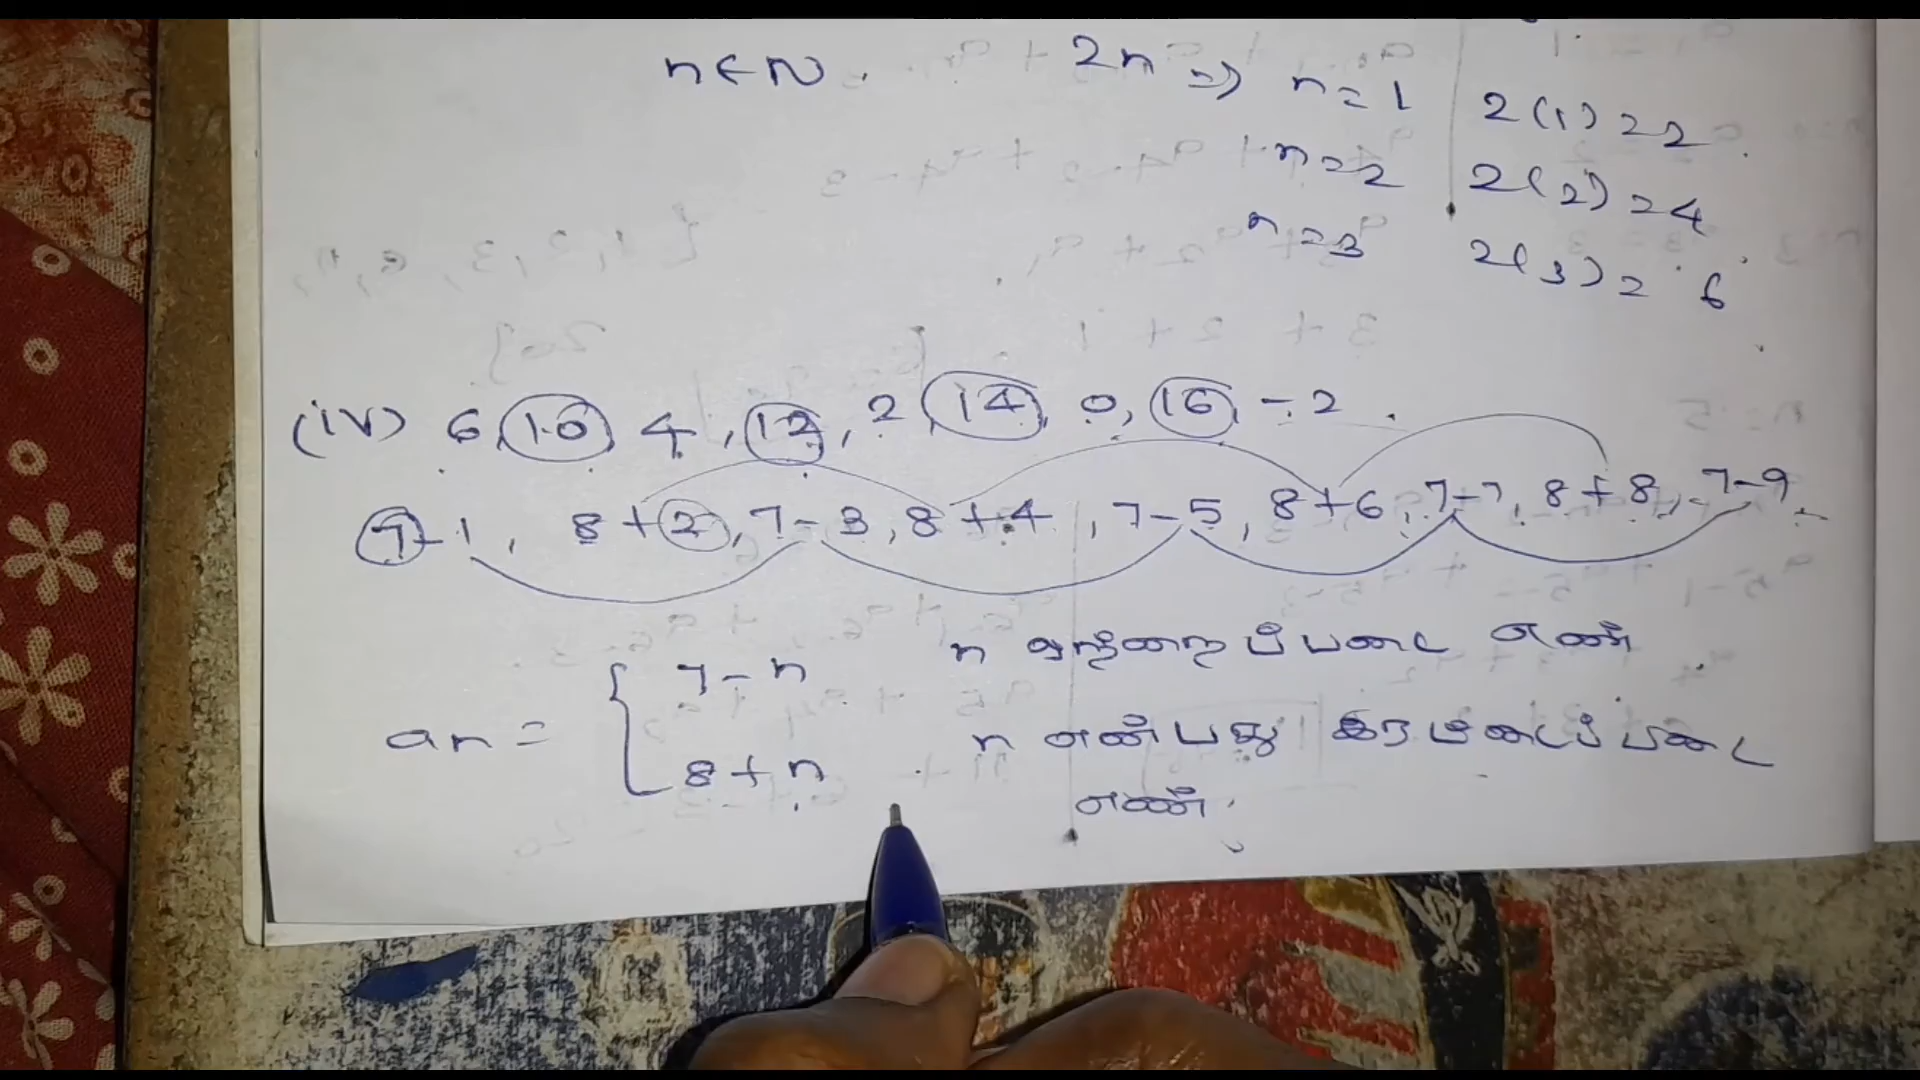 n ∈ N. 2n => n = 1 2(1) = 2
n = 2 2(2) = 4
n = 3 2(3) = 6
(iv) 6, 10, 4, 12, 2, 14, 0, 16, -2.
7-1, 8+2, 7-3, 8+4, 7-5, 8+6, 7-7, 8+8, 7-9
an = { 7-n n ஒற்றைப்படை எண்
8+n n என்பது இரட்டைப் படை
எண்.